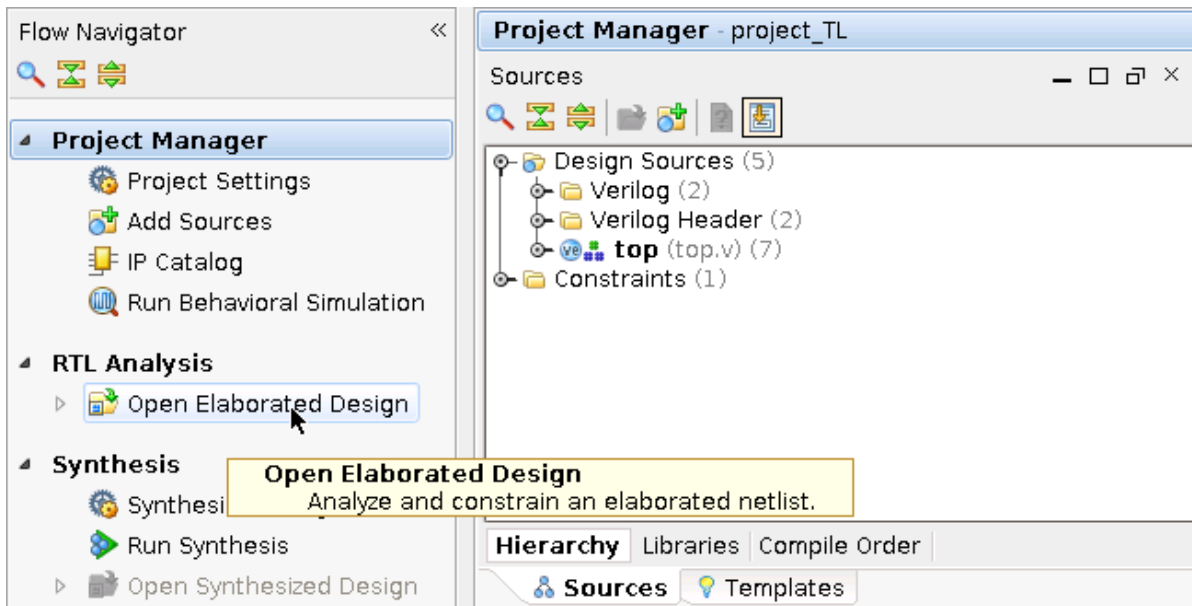 Flow Navigator
Project Manager
Project Settings
Add Sources
IP Catalog
Run Behavioral Simulation
RTL Analysis
Open Elaborated Design
Synthesis
Open Elaborated Design
Analyze and constrain an elaborated netlist.
Synthesi
Run Synthesis
Open Synthesized Design
Project Manager - project_TL
Sources
Design Sources (5)
Verilog (2)
Verilog Header (2)
top (top.v) (7)
Constraints (1)
Hierarchy Libraries Compile Order
Sources Templates